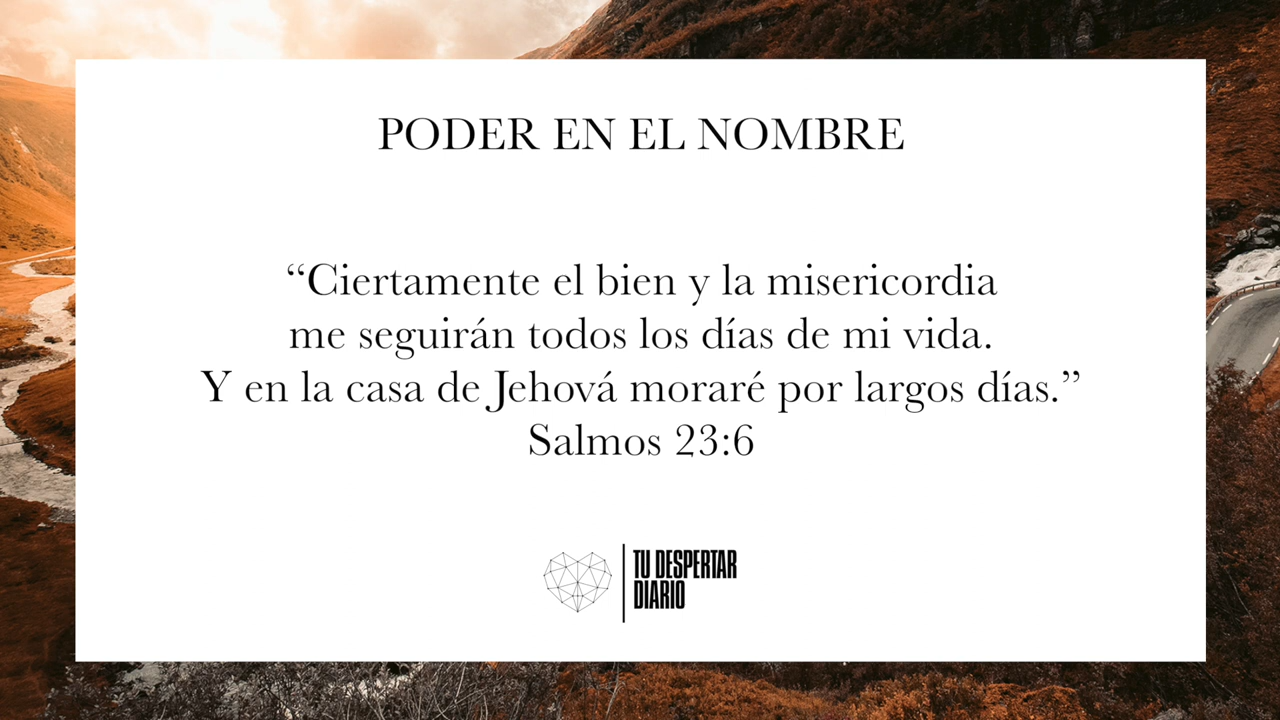 PODER EN EL NOMBRE
“Ciertamente el bien y la misericordia
me seguirán todos los días de mi vida.
Y en la casa de Jehová moraré por largos días.”
Salmos 23:6
TU DESPERTAR
DIARIO